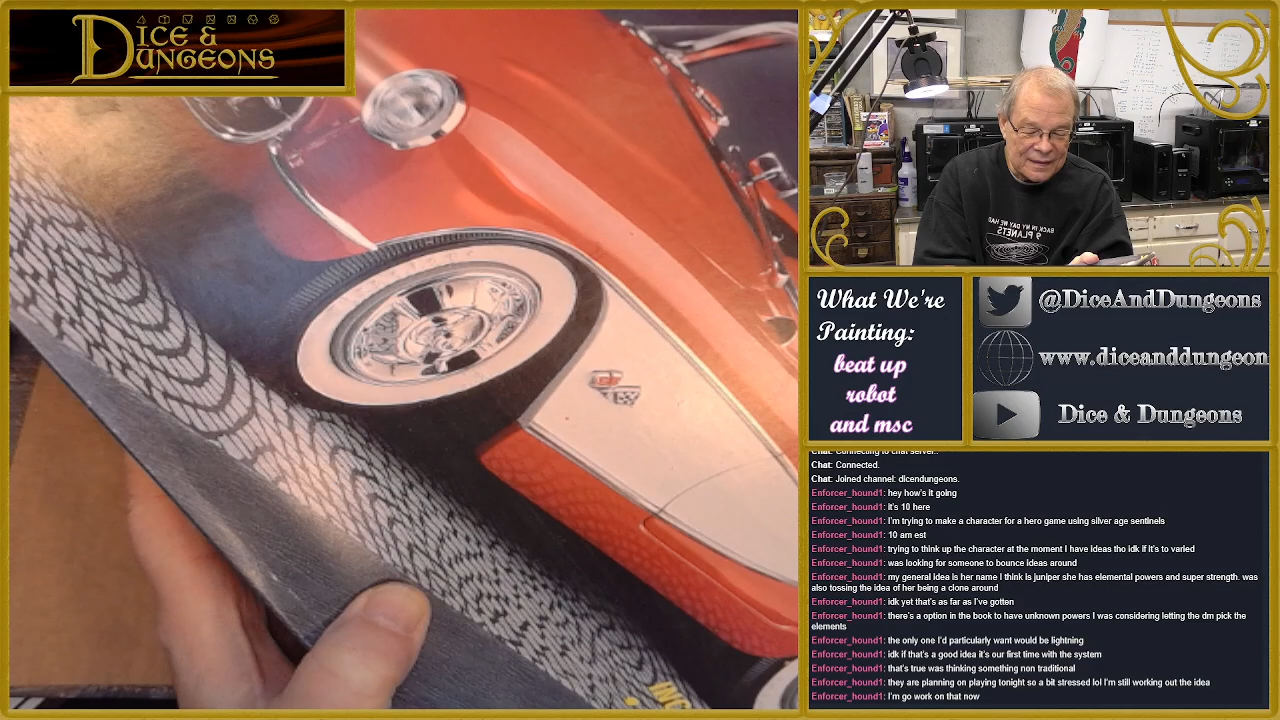 DICE &
DUNGEONS
BACK IN MY DAY WE HAD
9 PLANETS
What We're
Painting:
beat up
robot
and msc
@DiceAndDungeons
www.diceanddungeon
Dice & Dungeons
Chat: Connecting to chat server..
Chat: Connected.
Chat: Joined channel: dicendungeons.
Enforcer_hound1: hey how's it going
Enforcer_hound1: it's 10 here
Enforcer_hound1: I'm trying to make a character for a hero game using silver age sentinels
Enforcer_hound1: 10 am est
Enforcer_hound1: trying to think up the character at the moment I have ideas tho idk if it's to varied
Enforcer_hound1: was looking for someone to bounce ideas around
Enforcer_hound1: my general idea is her name I think is juniper she has elemental powers and super strength. was
also tossing the idea of her being a clone around
Enforcer_hound1: idk yet that's as far as I've gotten
Enforcer_hound1: there's a option in the book to have unknown powers I was considering letting the dm pick the
elements
Enforcer_hound1: the only one I'd particularly want would be lightning
Enforcer_hound1: idk if that's a good idea it's our first time with the system
Enforcer_hound1: that's true was thinking something non traditional
Enforcer_hound1: they are planning on playing tonight so a bit stressed lol I'm still working out the idea
Enforcer_hound1: I'm go work on that now